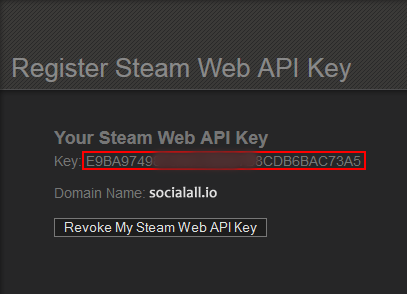 Register Steam Web API Key
Your Steam Web API Key
Key: E9BA9749 8CDB6BAC73A5
Domain Name: socialall.io
Revoke My Steam Web API Key